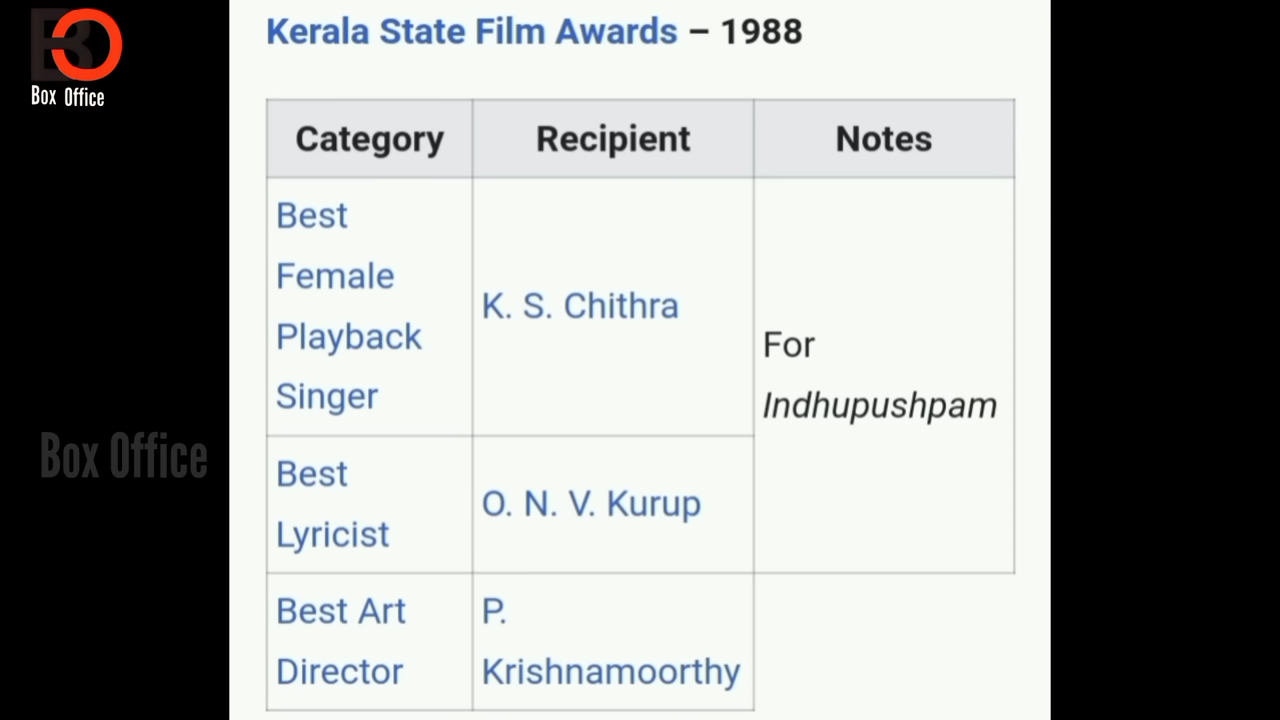 Box Office
Kerala State Film Awards – 1988
Category Recipient Notes
Best
Female
Playback
Singer
K. S. Chithra
For
Indhupushpam
Best
Lyricist
O. N. V. Kurup
Best Art
Director
P.
Krishnamoorthy
Box Office